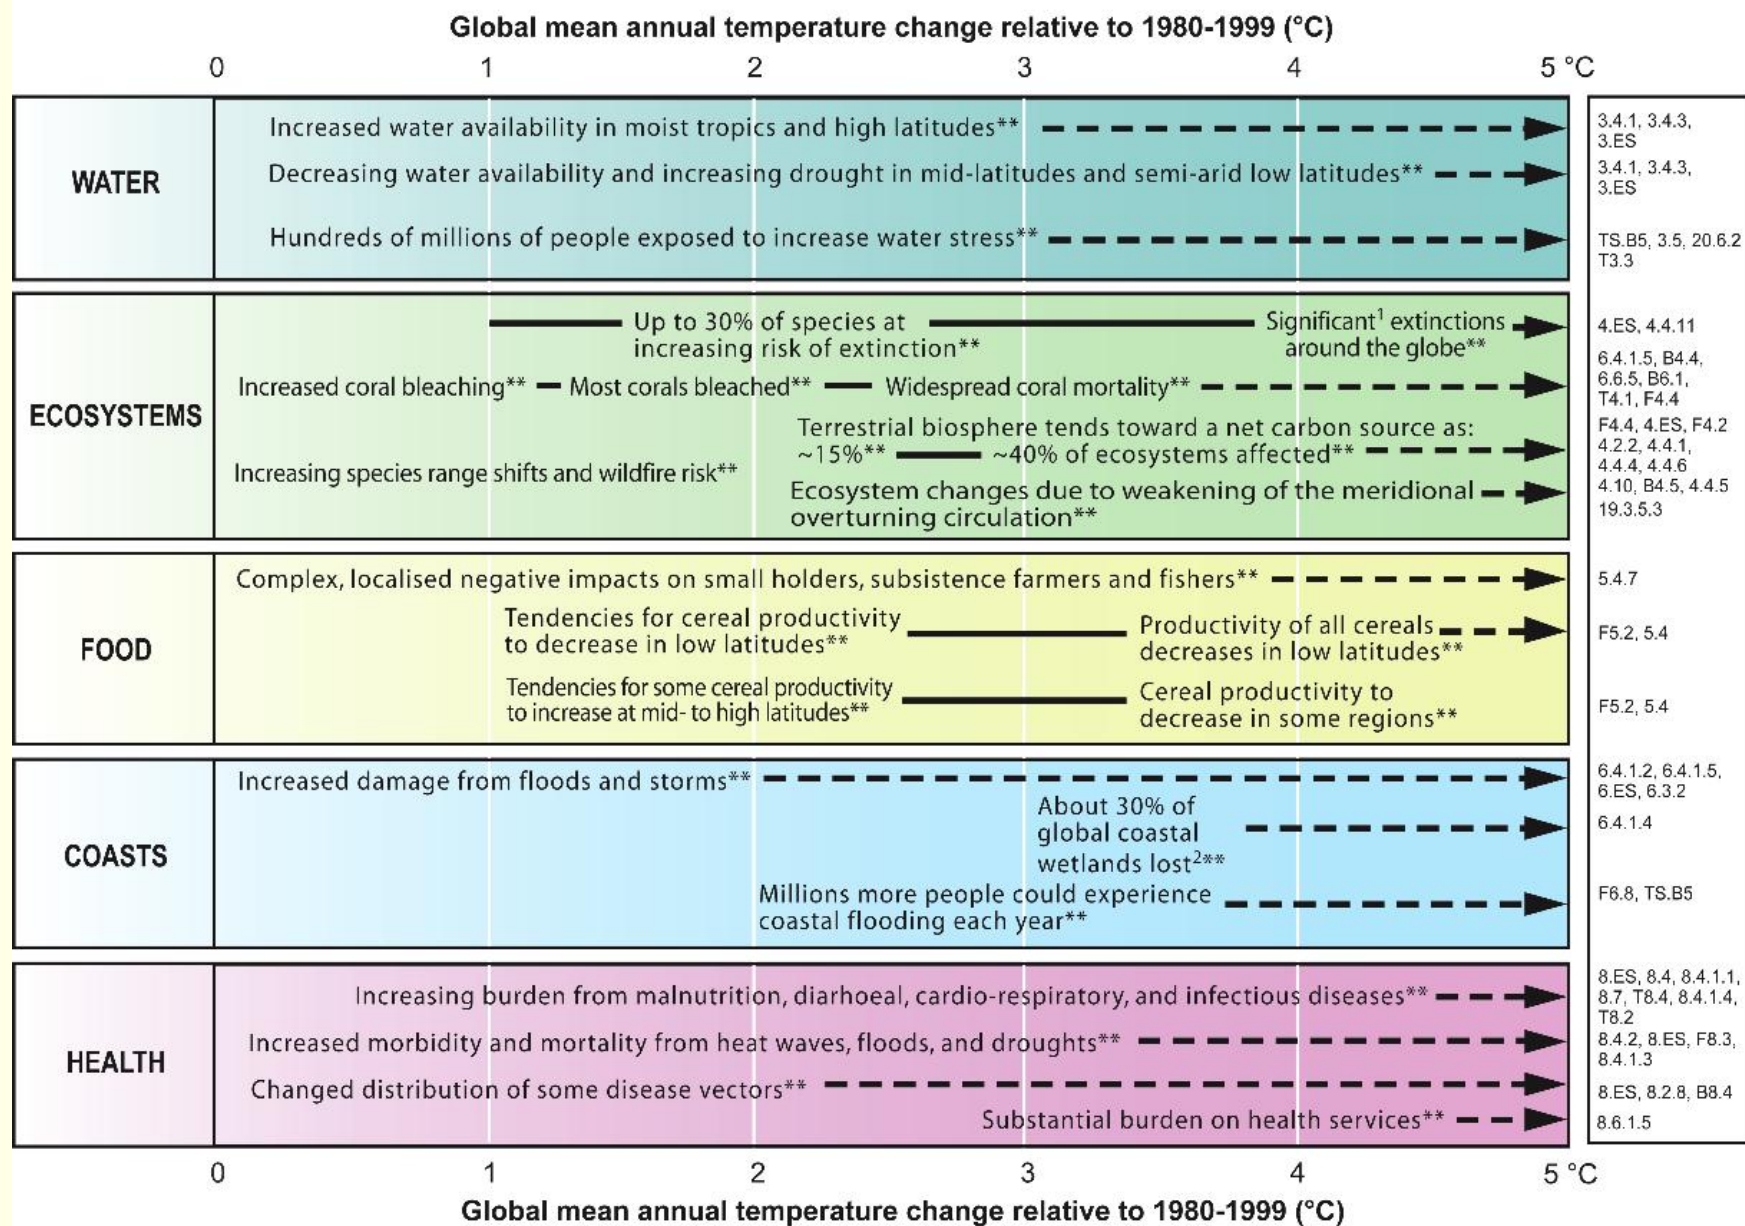 Global mean annual temperature change relative to 1980-1999 (°C)
0 1 2 3 4 5 °C
WATER
Increased water availability in moist tropics and high latitudes**
3.4.1, 3.4.3,
3.ES
Decreasing water availability and increasing drought in mid-latitudes and semi-arid low latitudes**
3.4.1, 3.4.3,
3.ES
Hundreds of millions of people exposed to increase water stress**
TS.B5, 3.5, 20.6.2
T3.3
ECOSYSTEMS
Up to 30% of species at
increasing risk of extinction**
Significant¹ extinctions
around the globe**
4.ES, 4.4.11
Increased coral bleaching** Most corals bleached** Widespread coral mortality**
6.4.1.5, B4.4,
6.6.5, B6.1,
T4.1, F4.4
Increasing species range shifts and wildfire risk**
Terrestrial biosphere tends toward a net carbon source as:
~15%** ~40% of ecosystems affected**
F4.4, 4.ES, F4.2
4.2.2, 4.4.1,
4.4.4, 4.4.6
4.10, B4.5, 4.4.5
Ecosystem changes due to weakening of the meridional
overturning circulation**
19.3.5.3
FOOD
Complex, localised negative impacts on small holders, subsistence farmers and fishers**
5.4.7
Tendencies for cereal productivity
to decrease in low latitudes**
Productivity of all cereals
decreases in low latitudes**
F5.2, 5.4
Tendencies for some cereal productivity
to increase at mid- to high latitudes**
Cereal productivity to
decrease in some regions**
F5.2, 5.4
COASTS
Increased damage from floods and storms**
6.4.1.2, 6.4.1.5,
6.ES, 6.3.2
About 30% of
global coastal
wetlands lost²**
6.4.1.4
Millions more people could experience
coastal flooding each year**
F6.8, TS.B5
HEALTH
Increasing burden from malnutrition, diarhoeal, cardio-respiratory, and infectious diseases**
8.ES, 8.4, 8.4.1.1,
8.7, T8.4, 8.4.1.4,
T8.2
Increased morbidity and mortality from heat waves, floods, and droughts**
8.4.2, 8.ES, F8.3,
8.4.1.3
Changed distribution of some disease vectors**
8.ES, 8.2.8, B8.4
Substantial burden on health services**
8.6.1.5
0 1 2 3 4 5 °C
Global mean annual temperature change relative to 1980-1999 (°C)